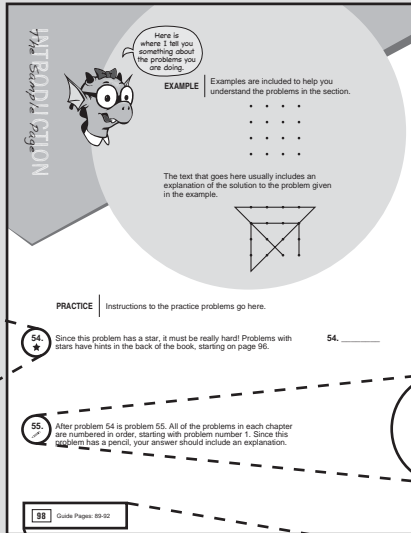 INTRODUCTION
The Sample Page
Here is
where I tell you
something about
the problems you
are doing.
EXAMPLE
Examples are included to help you
understand the problems in the section.
The text that goes here usually includes an
explanation of the solution to the problem given
in the example.
PRACTICE
Instructions to the practice problems go here.
54.
Since this problem has a star, it must be really hard! Problems with
stars have hints in the back of the book, starting on page 96.
54. ________
55.
After problem 54 is problem 55. All of the problems in each chapter
are numbered in order, starting with problem number 1. Since this
problem has a pencil, your answer should include an explanation.
98
Guide Pages: 89-92